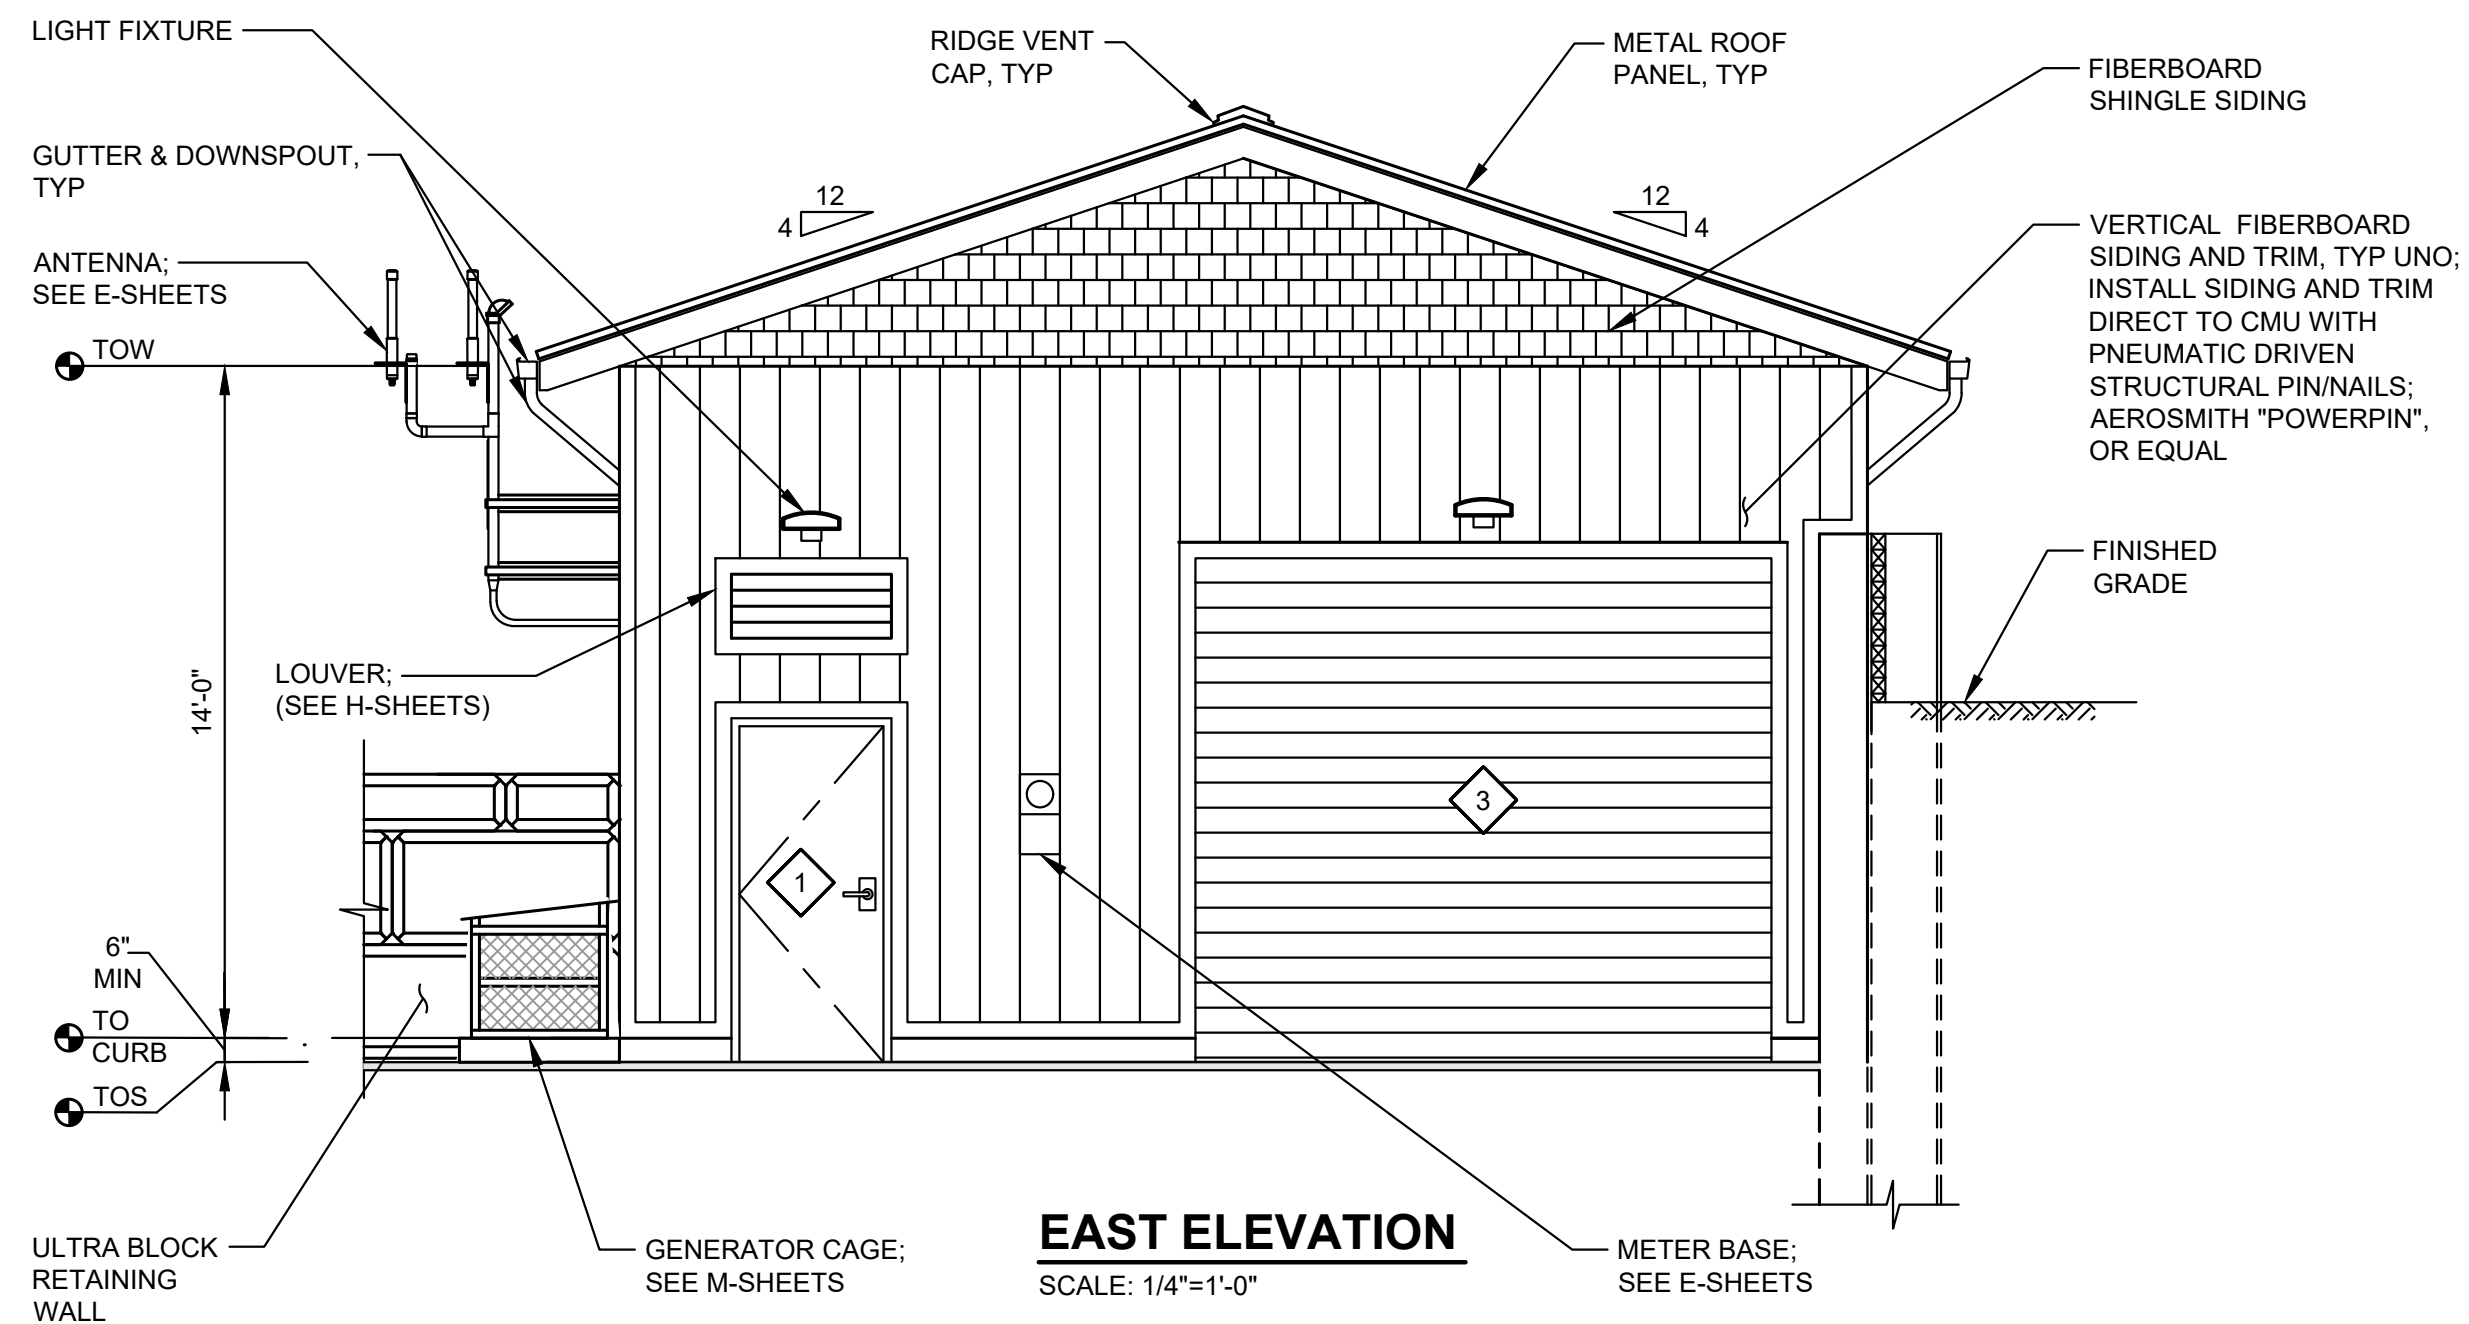 LIGHT FIXTURE
RIDGE VENT
CAP, TYP
METAL ROOF
PANEL, TYP
FIBERBOARD
SHINGLE SIDING
GUTTER & DOWNSPOUT,
TYP
12
4
12
4
VERTICAL FIBERBOARD
SIDING AND TRIM, TYP UNO;
INSTALL SIDING AND TRIM
DIRECT TO CMU WITH
PNEUMATIC DRIVEN
STRUCTURAL PIN/NAILS;
AEROSMITH "POWERPIN",
OR EQUAL
ANTENNA;
SEE E-SHEETS
TOW
FINISHED
GRADE
14'-0"
LOUVER;
(SEE H-SHEETS)
3
1
6"
MIN
TO
CURB
TOS
ULTRA BLOCK
RETAINING
WALL
GENERATOR CAGE;
SEE M-SHEETS
EAST ELEVATION
SCALE: 1/4"=1'-0"
METER BASE;
SEE E-SHEETS